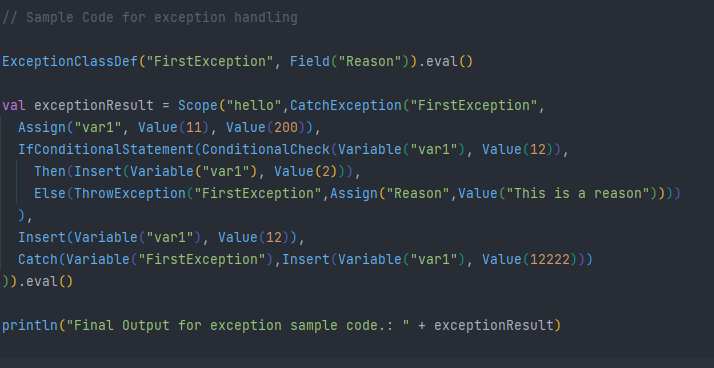 // Sample Code for exception handling
ExceptionClassDef("FirstException", Field("Reason")).eval()
val exceptionResult = Scope("hello",CatchException("FirstException",
Assign("var1", Value(11), Value(200)),
IfConditionalStatement(ConditionalCheck(Variable("var1"), Value(12)),
Then(Insert(Variable("var1"), Value(2))),
Else(ThrowException("FirstException",Assign("Reason",Value("This is a reason"))))
),
Insert(Variable("var1"), Value(12)),
Catch(Variable("FirstException"),Insert(Variable("var1"), Value(12222)))
)).eval()
println("Final Output for exception sample code.: " + exceptionResult)